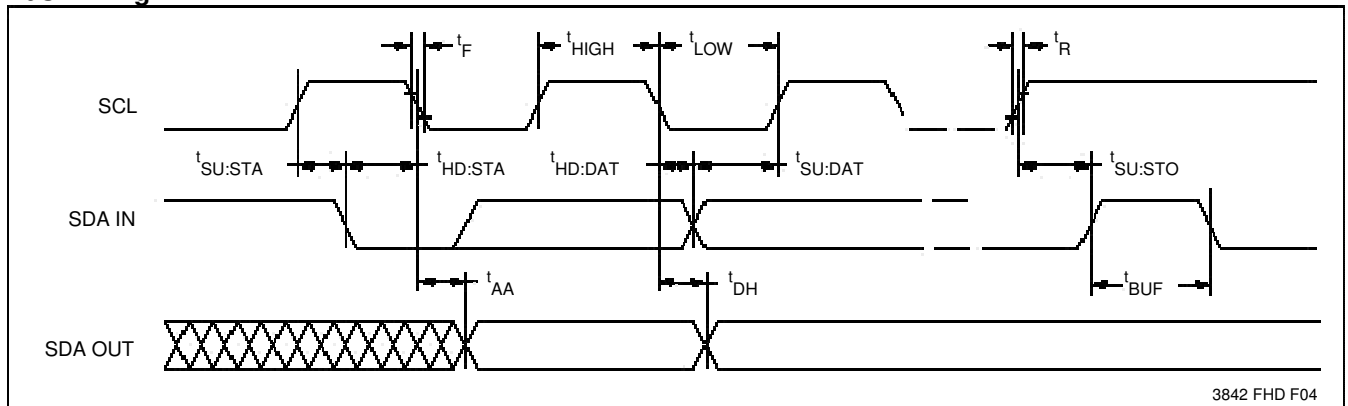 tF
tHIGH
tLOW
tR
SCL
tSU:STA
tHD:STA
tHD:DAT
tSU:DAT
tSU:STO
SDA IN
tAA
tDH
tBUF
SDA OUT
3842 FHD F04